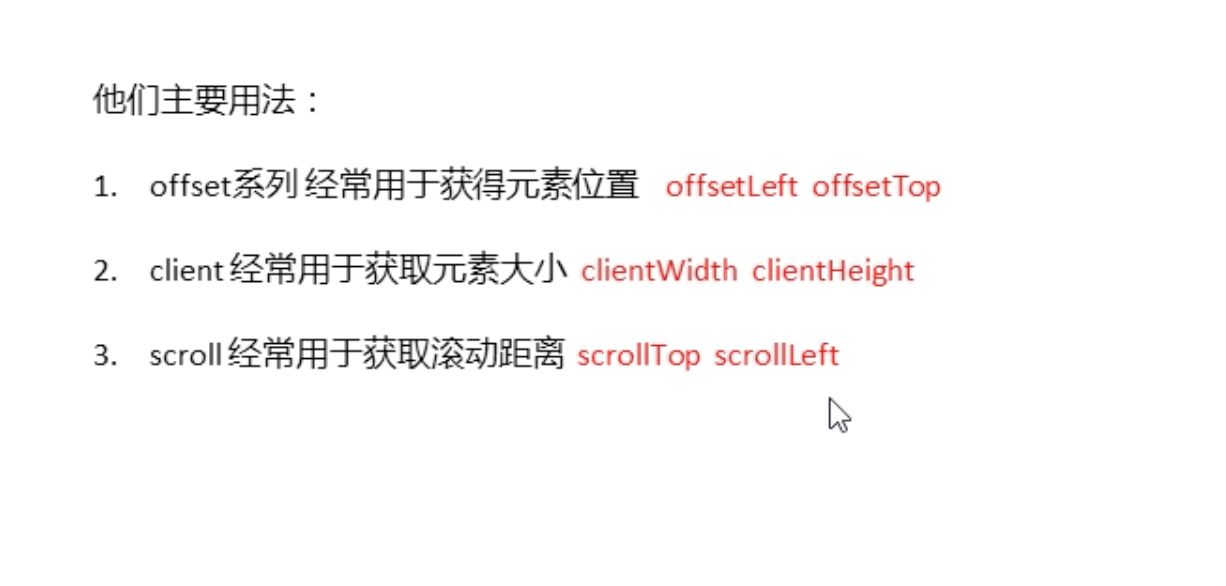 他们主要用法：
1. offset系列 经常用于获得元素位置 offsetLeft offsetTop
2. client 经常用于获取元素大小 clientWidth clientHeight
3. scroll 经常用于获取滚动距离 scrollTop scrollLeft